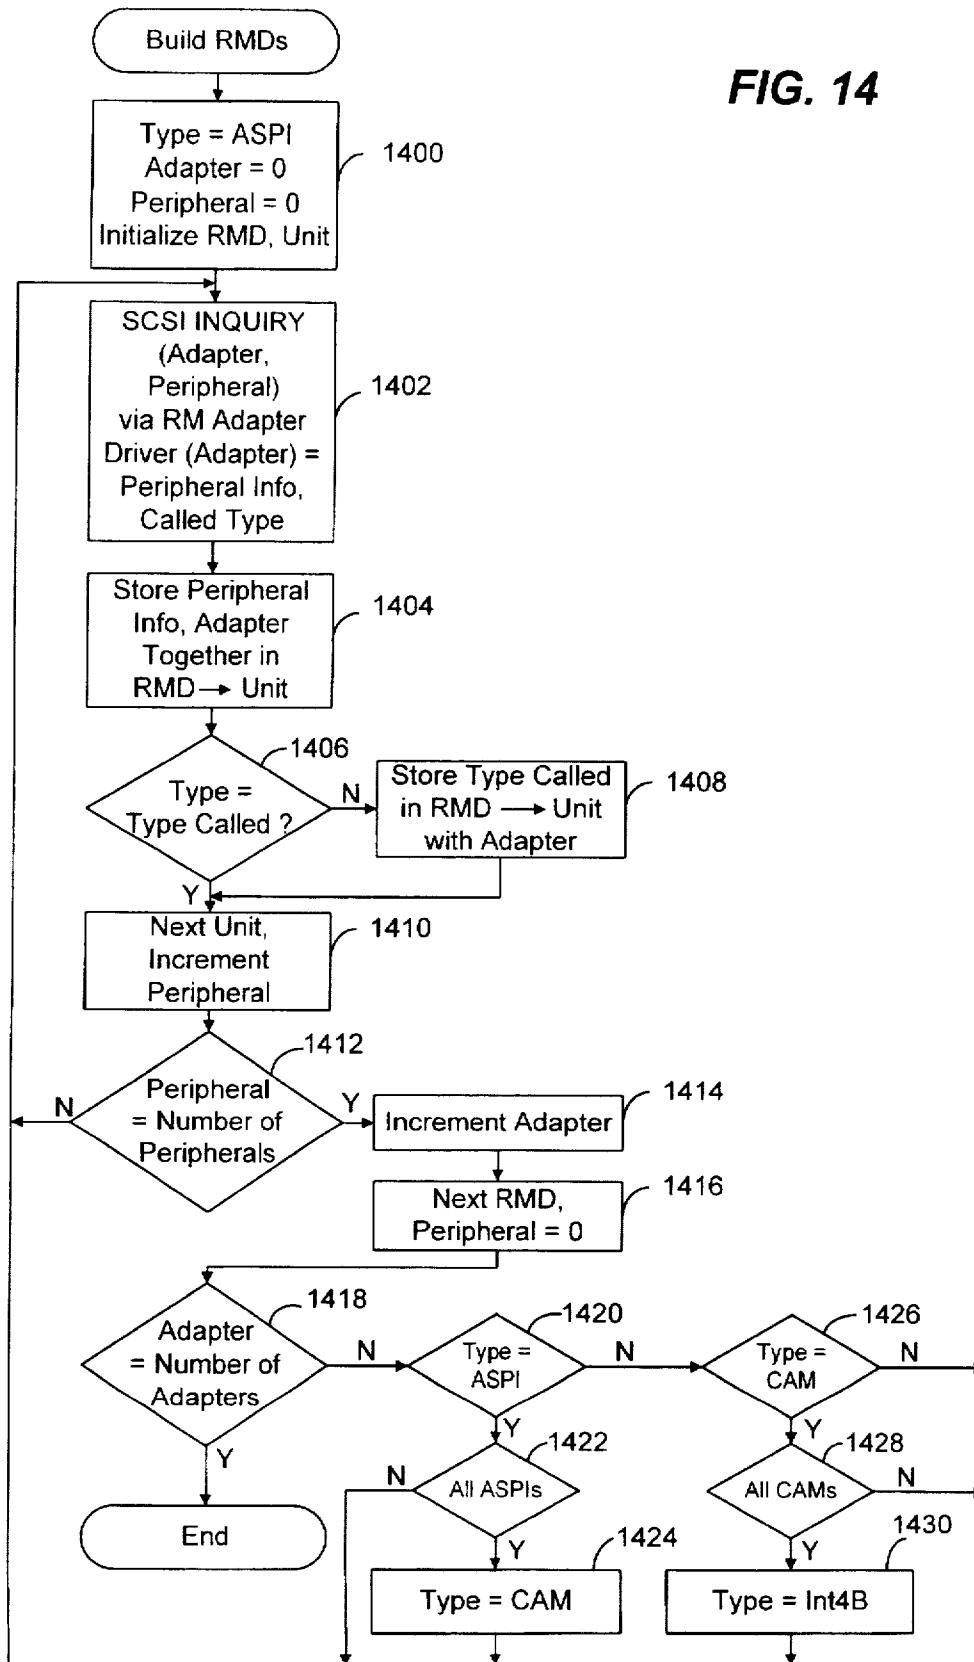 Build RMDs
FIG. 14
Type = ASPI
Adapter = 0
Peripheral = 0
Initialize RMD, Unit
1400
SCSI INQUIRY
(Adapter,
Peripheral)
via RM Adapter
Driver (Adapter) =
Peripheral Info,
Called Type
1402
Store Peripheral
Info, Adapter
Together in
RMD → Unit
1404
1406
Type =
Type Called ?
N
Y
Store Type Called
in RMD → Unit
with Adapter
1408
Next Unit,
Increment
Peripheral
1410
1412
Peripheral
= Number of
Peripherals
N
Y
Increment Adapter
1414
Next RMD,
Peripheral = 0
1416
1418
Adapter
= Number of
Adapters
N
Y
End
1420
Type =
ASPI
N
Y
1422
All ASPIs
N
Y
1424
Type = CAM
1426
Type =
CAM
N
Y
1428
All CAMs
N
Y
1430
Type = Int4B